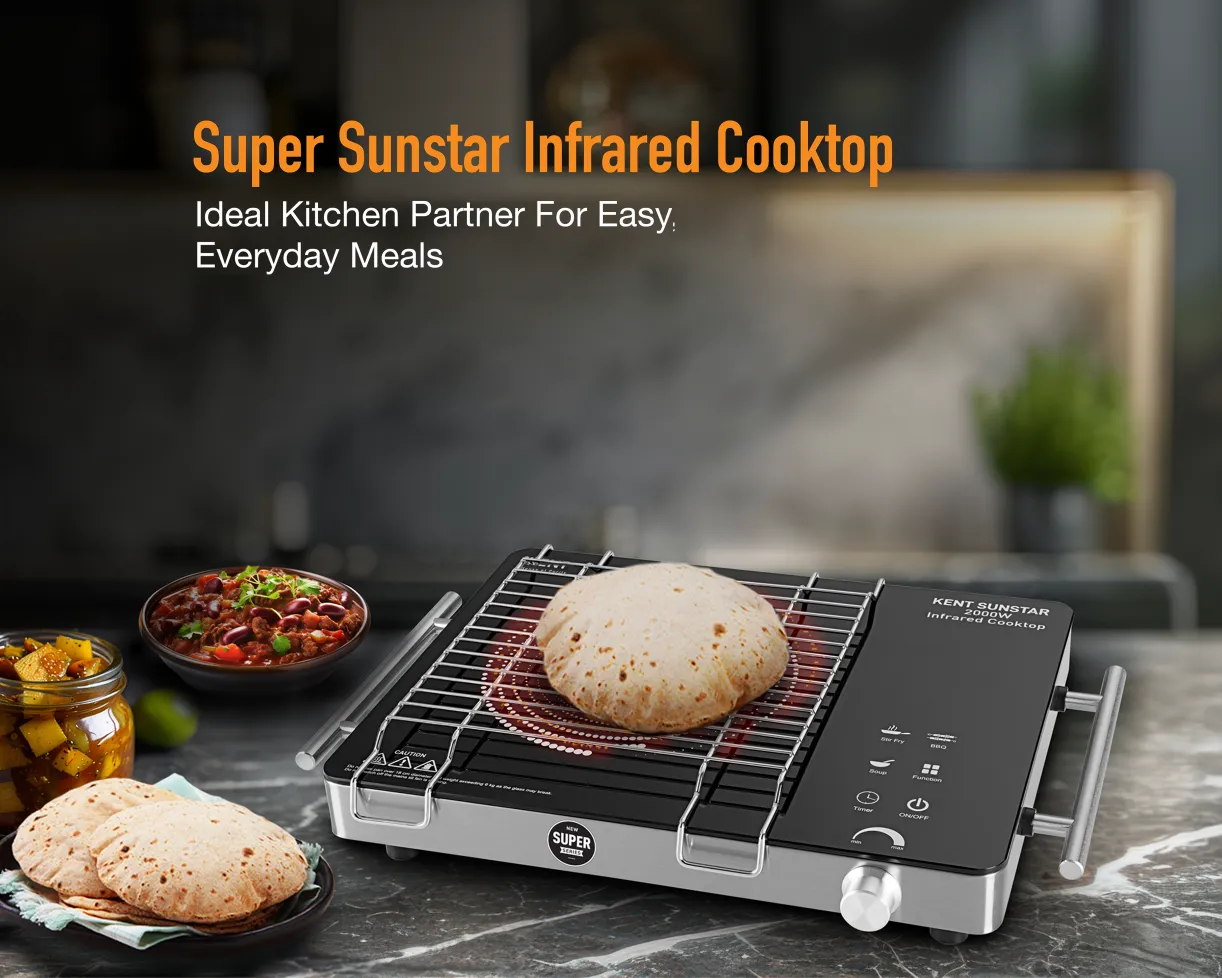 Super Sunstar Infrared Cooktop
Ideal Kitchen Partner For Easy,
Everyday Meals
KENT SUNSTAR
2000W
Infrared Cooktop
Stir Fry
BBQ
Soup
Function
Timer
ON/OFF
min
max
CAUTION
NEW
SUPER
SERIES